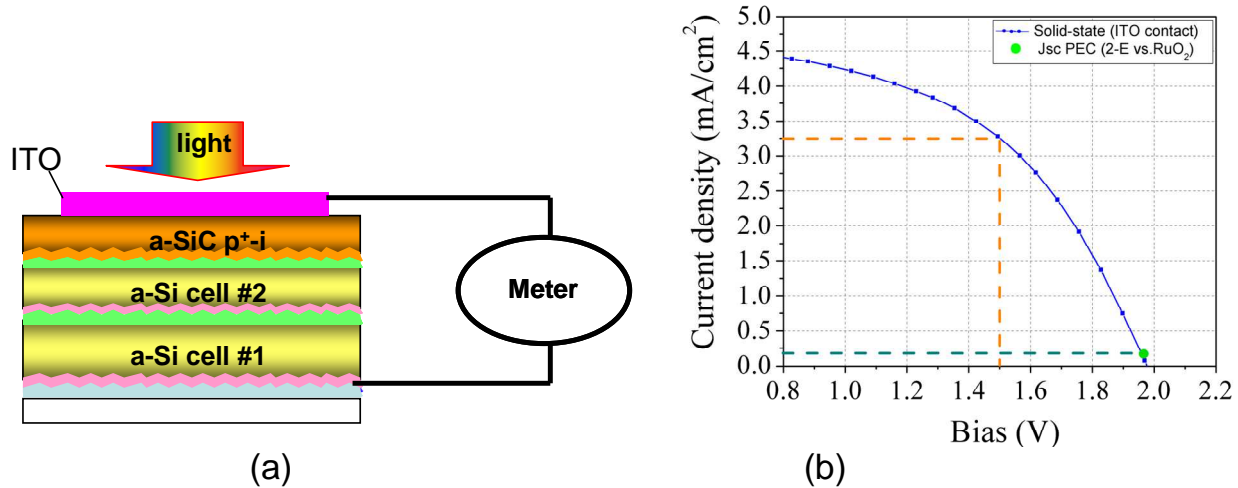 light
ITO
a-SiC p⁺-i
a-Si cell #2
a-Si cell #1
Meter
(a)
Current density (mA/cm²)
5.0
4.5
4.0
3.5
3.0
2.5
2.0
1.5
1.0
0.5
0.0
Solid-state (ITO contact)
Jsc PEC (2-E vs.RuO₂)
0.8 1.0 1.2 1.4 1.6 1.8 2.0 2.2
Bias (V)
(b)